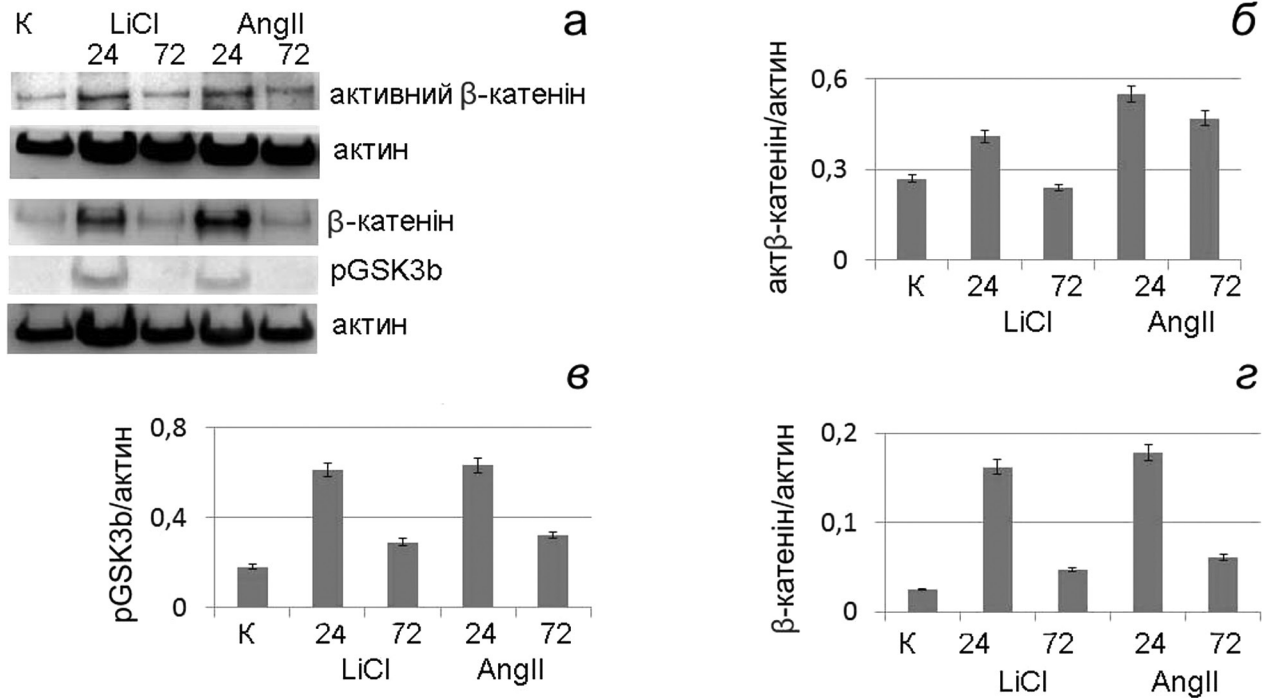 К LiCl AngII а
24 72 24 72
активний β-катенін
актин
β-катенін
pGSK3b
актин
б
актβ-катенін/актин
0,6
0,3
0
К 24 72 24 72
LiCl AngII
в
pGSK3b/актин
0,8
0,4
0
К 24 72 24 72
LiCl AngII
г
β-катенін/актин
0,2
0,1
0
К 24 72 24 72
LiCl AngII